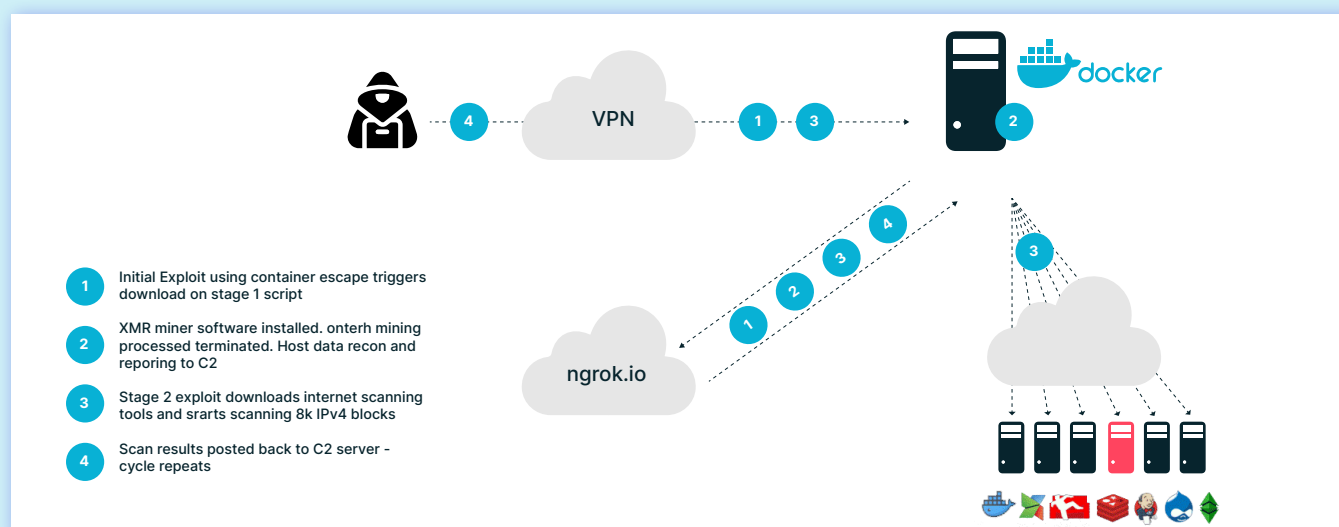 docker
4
VPN
1
3
2
4
3
2
1
3
ngrok.io
1
Initial Exploit using container escape triggers
download on stage 1 script
2
XMR miner software installed. onterh mining
processed terminated. Host data recon and
reporing to C2
3
Stage 2 exploit downloads internet scanning
tools and srarts scanning 8k IPv4 blocks
4
Scan results posted back to C2 server -
cycle repeats